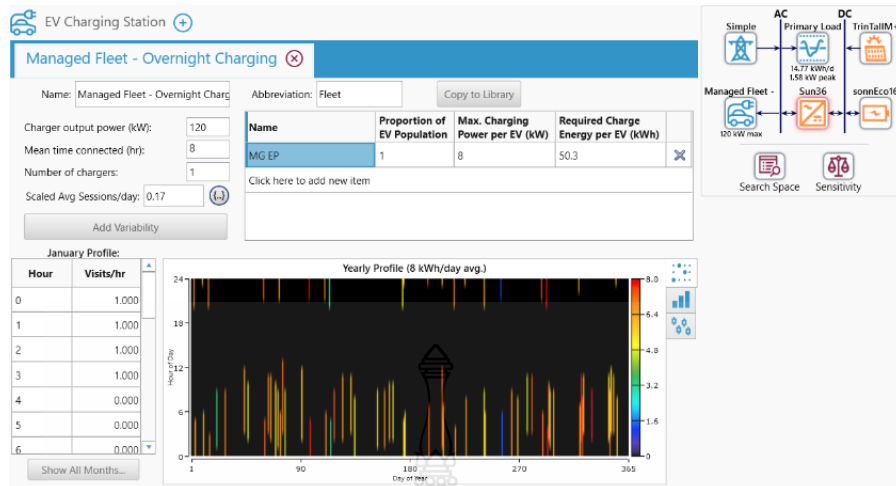 EV Charging Station
Managed Fleet - Overnight Charging
Name: Managed Fleet - Overnight Charg
Abbreviation: Fleet
Copy to Library
Charger output power (kW): 120
Mean time connected (hr): 8
Number of chargers: 1
Scaled Avg Sessions/day: 0.17 {..}
Add Variability
Name Proportion of EV Population Max. Charging Power per EV (kW) Required Charge Energy per EV (kWh)
MG EP 1 8 50.3
Click here to add new item
January Profile:
Hour Visits/hr
0 1.000
1 1.000
2 1.000
3 1.000
4 0.000
5 0.000
6 0.000
Show All Months...
Yearly Profile (8 kWh/day avg.)
Hour of Day
24
18
12
6
0
1 90 180 270 365
Day of Year
8.0
6.4
4.8
3.2
1.6
0
AC DC
Simple Primary Load TrinTallM+
14.77 kWh/d
1.58 kW peak
Managed Fleet - Sun36 sonnEco16
120 kW max
Search Space Sensitivity